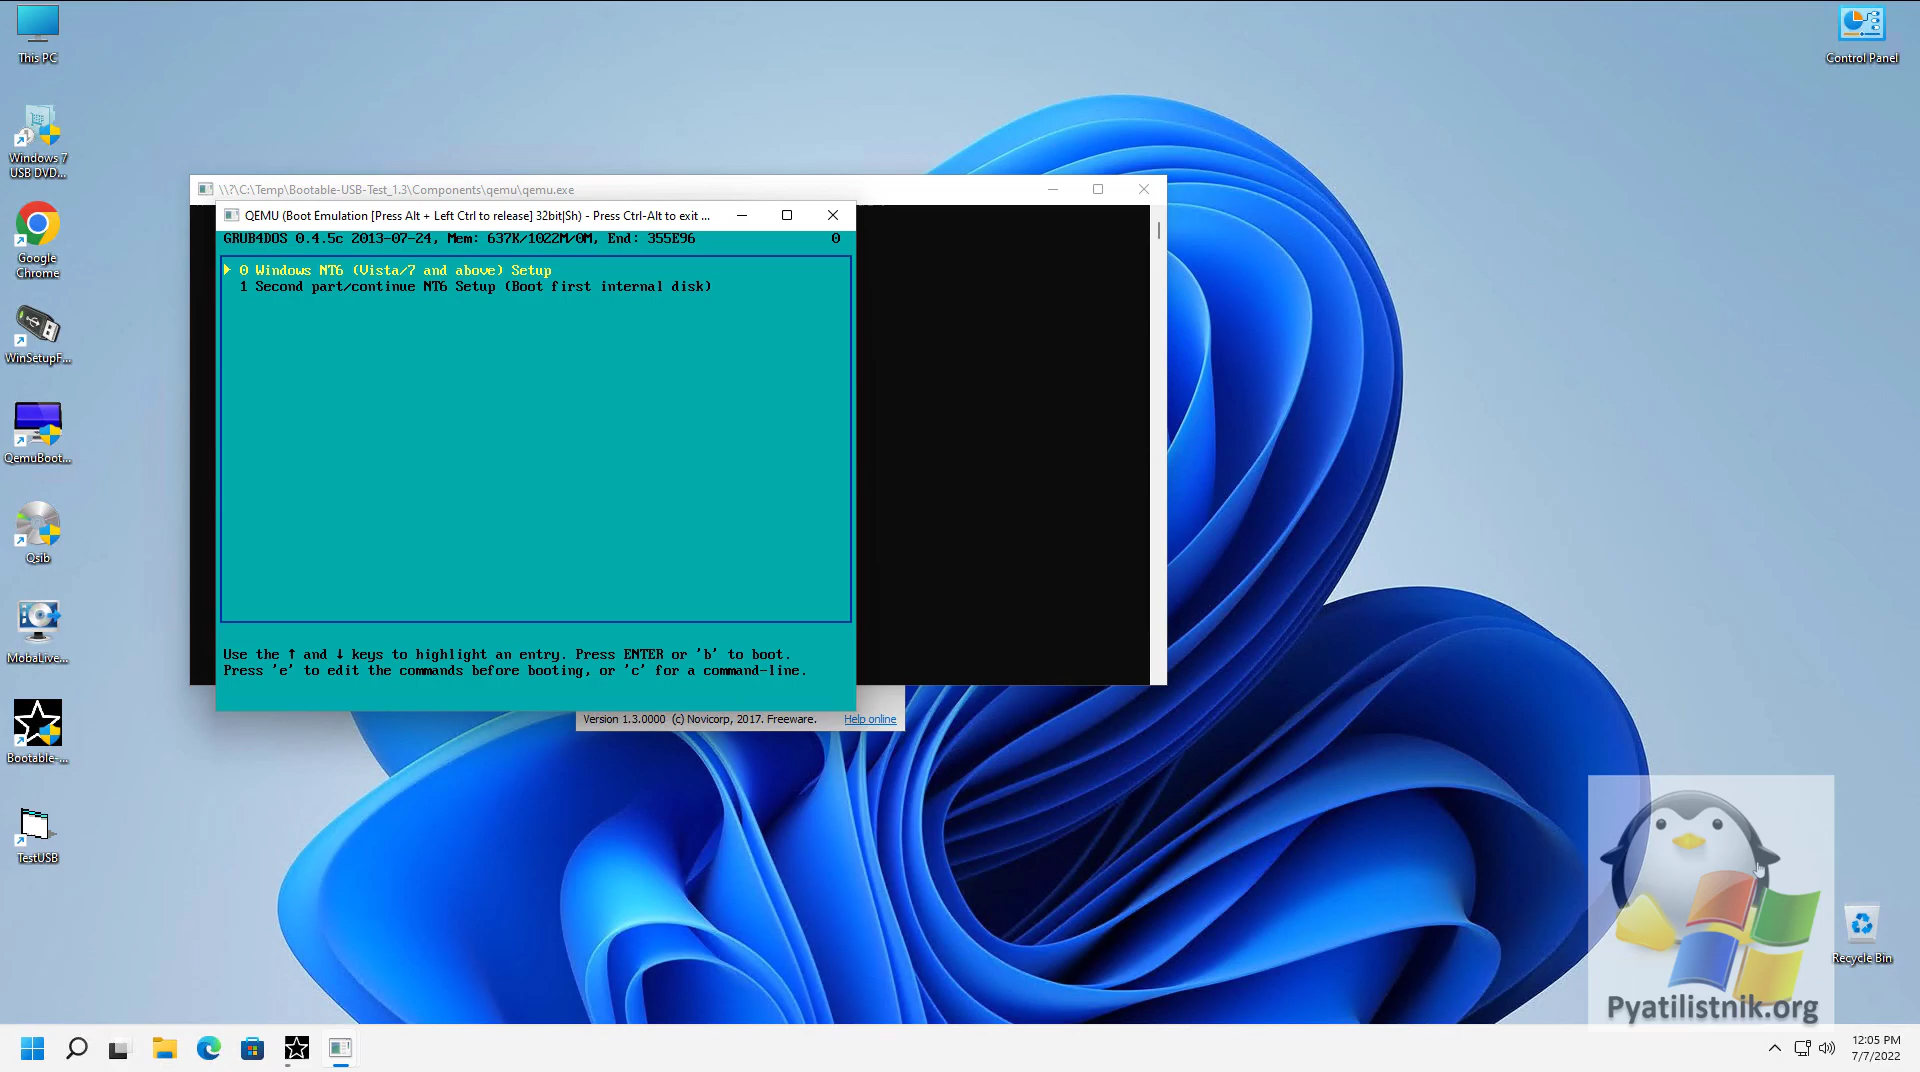 This PC
Control Panel
Windows 7
USB DVD...
Google
Chrome
WinSetupF...
QemuBoot...
Qsib
MobaLive...
Bootable-...
TestUSB
\\?\C:\Temp\Bootable-USB-Test_1.3\Components\qemu\qemu.exe
QEMU (Boot Emulation [Press Alt + Left Ctrl to release] 32bit|Sh) - Press Ctrl-Alt to exit ...
GRUB4DOS 0.4.5c 2013-07-24, Mem: 637K/1022M/0M, End: 355E96 0
0 Windows NT6 (Vista/7 and above) Setup
1 Second part/continue NT6 Setup (Boot first internal disk)
Use the ↑ and ↓ keys to highlight an entry. Press ENTER or 'b' to boot.
Press 'e' to edit the commands before booting, or 'c' for a command-line.
Version 1.3.0000 (c) Novicorp, 2017. Freeware. Help online
Recycle Bin
Pyatilistnik.org
12:05 PM
7/7/2022